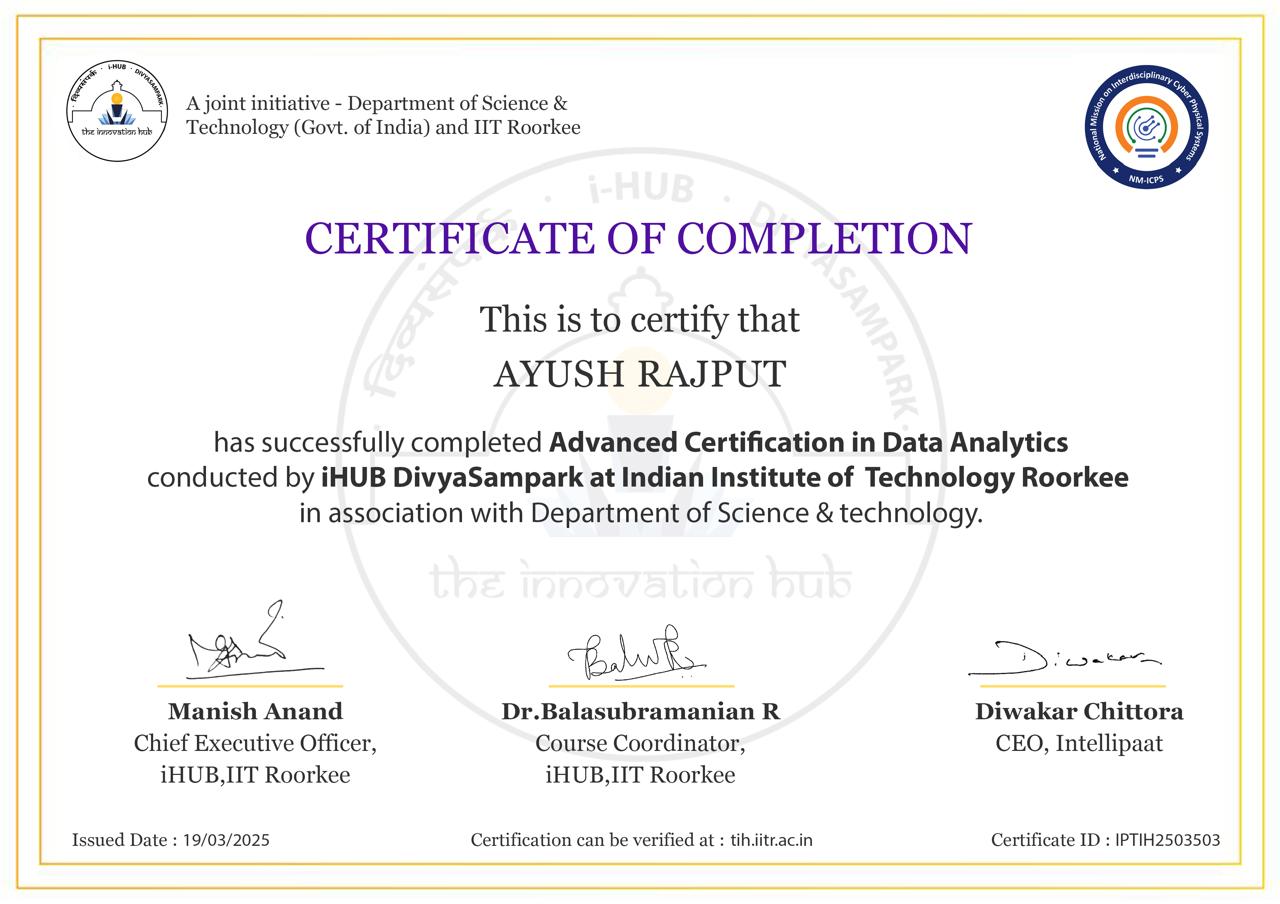 दिव्यसंपर्क · i-HUB · DIVYASAMPARK
the innovation hub
A joint initiative - Department of Science &
Technology (Govt. of India) and IIT Roorkee
National Mission on Interdisciplinary Cyber Physical Systems
NM-ICPS
दिव्यसंपर्क · i-HUB · DIVYASAMPARK
CERTIFICATE OF COMPLETION
This is to certify that
AYUSH RAJPUT
has successfully completed Advanced Certification in Data Analytics
conducted by iHUB DivyaSampark at Indian Institute of Technology Roorkee
in association with Department of Science & technology.
the innovation hub
Diwakar
Manish Anand
Chief Executive Officer,
iHUB,IIT Roorkee
Dr.Balasubramanian R
Course Coordinator,
iHUB,IIT Roorkee
Diwakar Chittora
CEO, Intellipaat
Issued Date : 19/03/2025
Certification can be verified at : tih.iitr.ac.in
Certificate ID : IPTIH2503503